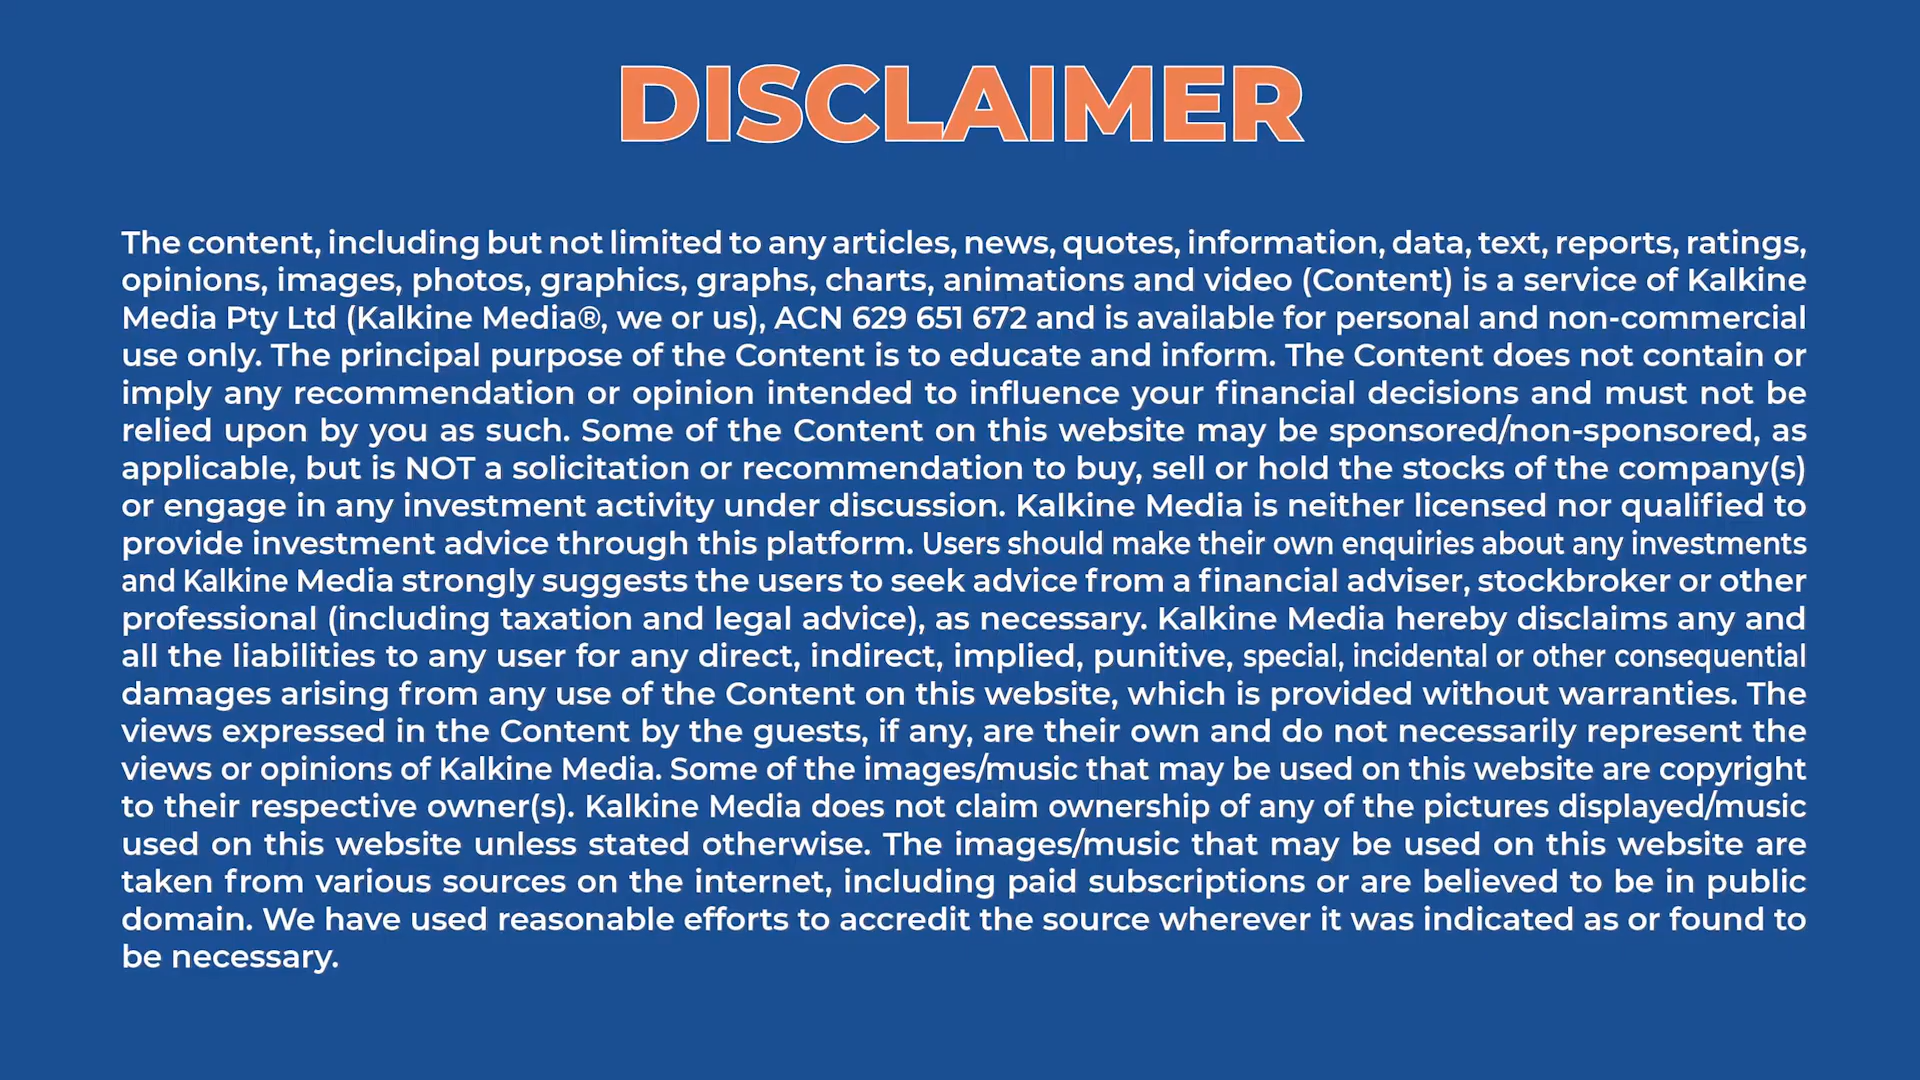 DISCLAIMER
The content, including but not limited to any articles, news, quotes, information, data, text, reports, ratings,
opinions, images, photos, graphics, graphs, charts, animations and video (Content) is a service of Kalkine
Media Pty Ltd (Kalkine Media®, we or us), ACN 629 651 672 and is available for personal and non-commercial
use only. The principal purpose of the Content is to educate and inform. The Content does not contain or
imply any recommendation or opinion intended to influence your financial decisions and must not be
relied upon by you as such. Some of the Content on this website may be sponsored/non-sponsored, as
applicable, but is NOT a solicitation or recommendation to buy, sell or hold the stocks of the company(s)
or engage in any investment activity under discussion. Kalkine Media is neither licensed nor qualified to
provide investment advice through this platform. Users should make their own enquiries about any investments
and Kalkine Media strongly suggests the users to seek advice from a financial adviser, stockbroker or other
professional (including taxation and legal advice), as necessary. Kalkine Media hereby disclaims any and
all the liabilities to any user for any direct, indirect, implied, punitive, special, incidental or other consequential
damages arising from any use of the Content on this website, which is provided without warranties. The
views expressed in the Content by the guests, if any, are their own and do not necessarily represent the
views or opinions of Kalkine Media. Some of the images/music that may be used on this website are copyright
to their respective owner(s). Kalkine Media does not claim ownership of any of the pictures displayed/music
used on this website unless stated otherwise. The images/music that may be used on this website are
taken from various sources on the internet, including paid subscriptions or are believed to be in public
domain. We have used reasonable efforts to accredit the source wherever it was indicated as or found to
be necessary.